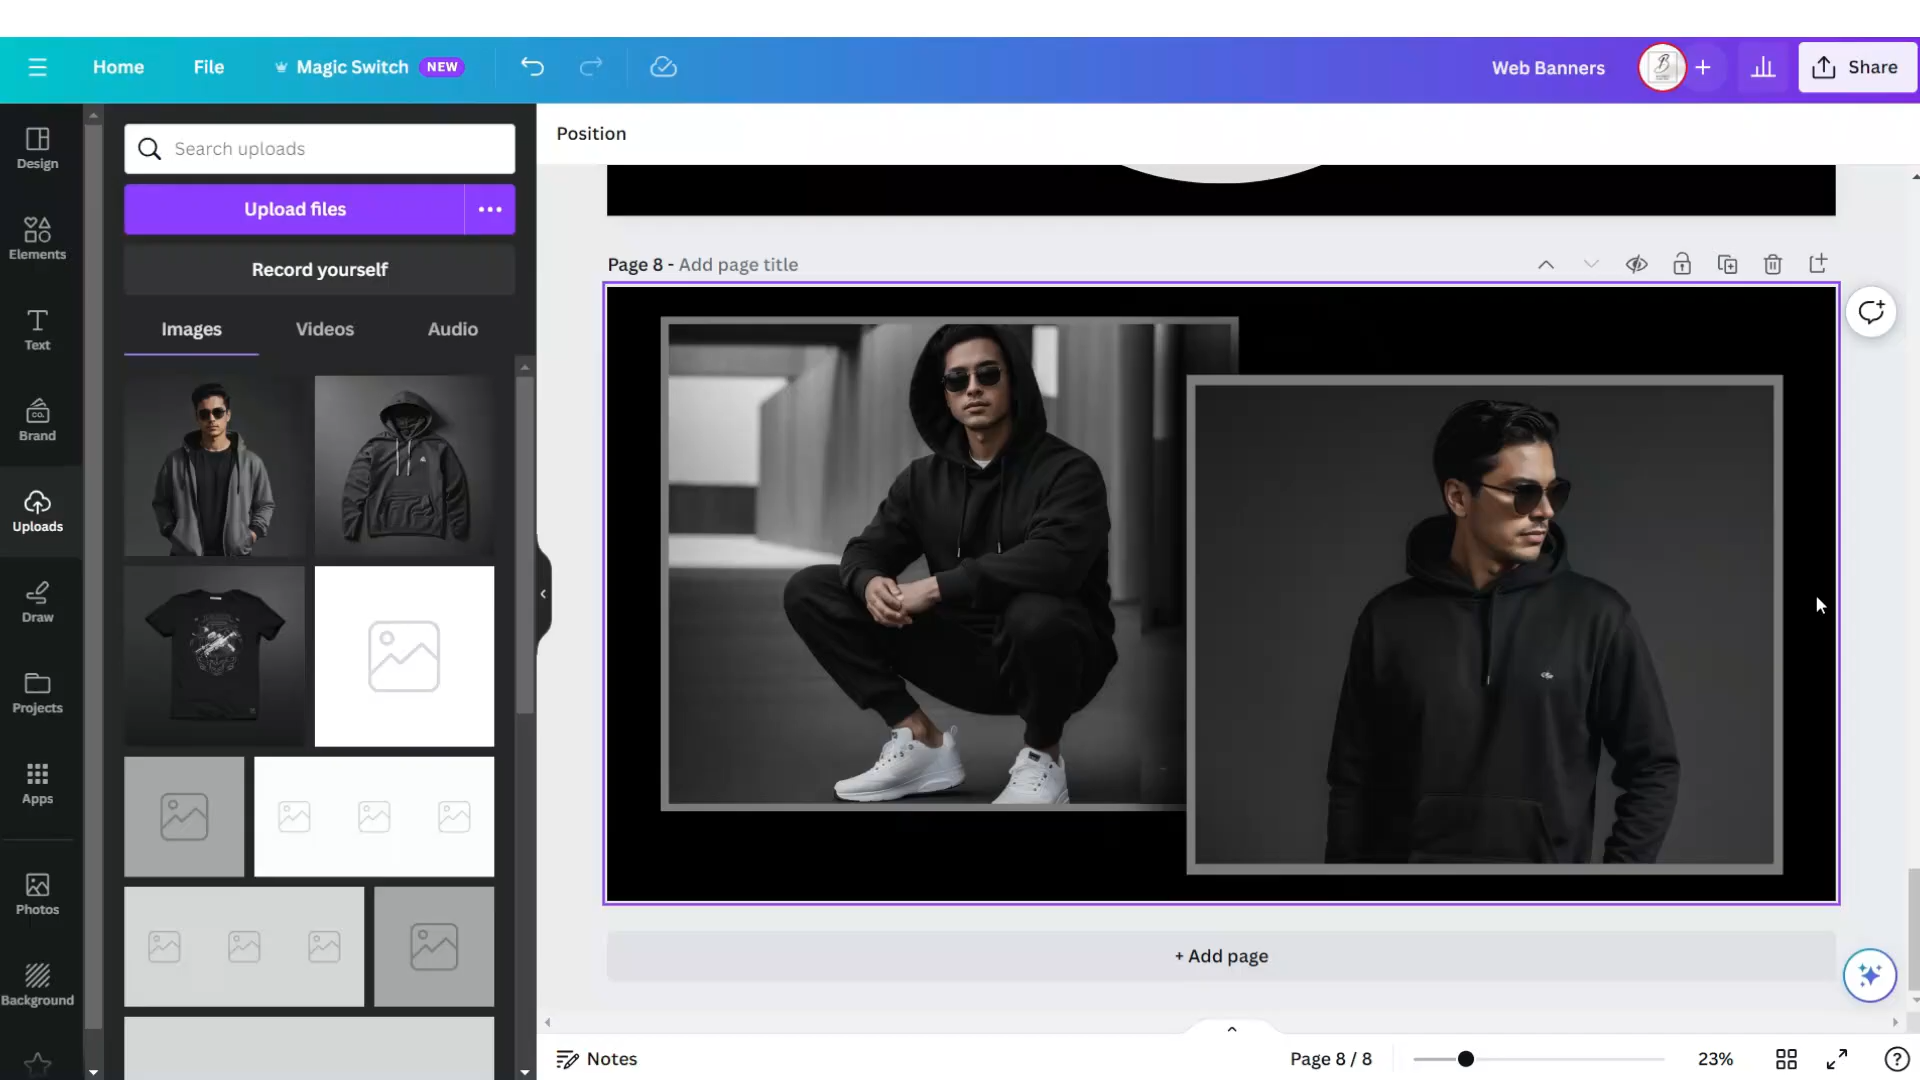 Home
File
Magic Switch
NEW
Web Banners
Share
Design
Elements
Text
Brand
Uploads
Draw
Projects
Apps
Photos
Background
Search uploads
Upload files
Record yourself
Images
Videos
Audio
Position
Page 8 - Add page title
+ Add page
Notes
Page 8 / 8
23%